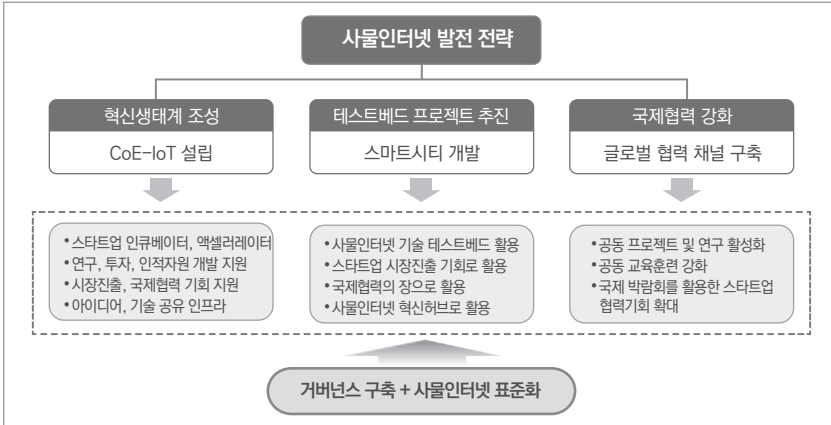 사물인터넷 발전 전략
혁신생태계 조성
CoE-IoT 설립
테스트베드 프로젝트 추진
스마트시티 개발
국제협력 강화
글로벌 협력 채널 구축
•스타트업 인큐베이터, 액셀러레이터
•연구, 투자, 인적자원 개발 지원
•시장진출, 국제협력 기회 지원
•아이디어, 기술 공유 인프라
•사물인터넷 기술 테스트베드 활용
•스타트업 시장진출 기회로 활용
•국제협력의 장으로 활용
•사물인터넷 혁신허브로 활용
•공동 프로젝트 및 연구 활성화
•공동 교육훈련 강화
•국제 박람회를 활용한 스타트업
협력기회 확대
거버넌스 구축 + 사물인터넷 표준화